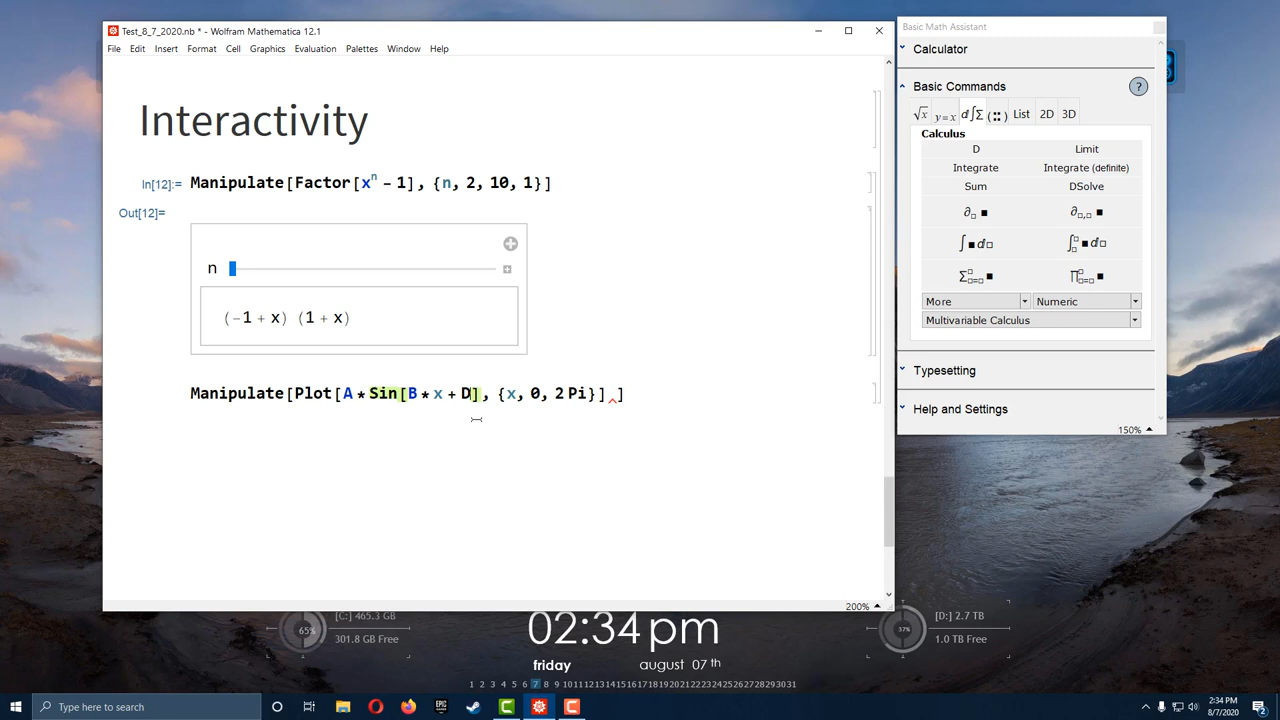 Test_8_7_2020.nb * - Wolfram Mathematica 12.1
File Edit Insert Format Cell Graphics Evaluation Palettes Window Help
Interactivity
In[12]:= Manipulate[Factor[x^n - 1], {n, 2, 10, 1}]
Out[12]=
n
(-1 + x) (1 + x)
Manipulate[Plot[A * Sin[B * x + D], {x, 0, 2 Pi}] ]
200%
Basic Math Assistant
Calculator
Basic Commands
?
√x y=x d∫Σ (::) List 2D 3D
Calculus
D Limit
Integrate Integrate (definite)
Sum DSolve
∂□ ■ ∂□,□ ■
∫■ d□ ∫□□■ d□
Σ□□=□ ■ ∏□□=□ ■
More Numeric
Multivariable Calculus
Typesetting
Help and Settings
150%
65%
[C:] 465.3 GB
301.8 GB Free
02:34 pm
friday august 07 th
1 2 3 4 5 6 7 8 9 10 11 12 13 14 15 16 17 18 19 20 21 22 23 24 25 26 27 28 29 30 31
37%
[D:] 2.7 TB
1.0 TB Free
Type here to search
EPIC
2:34 PM
8/7/2020
2